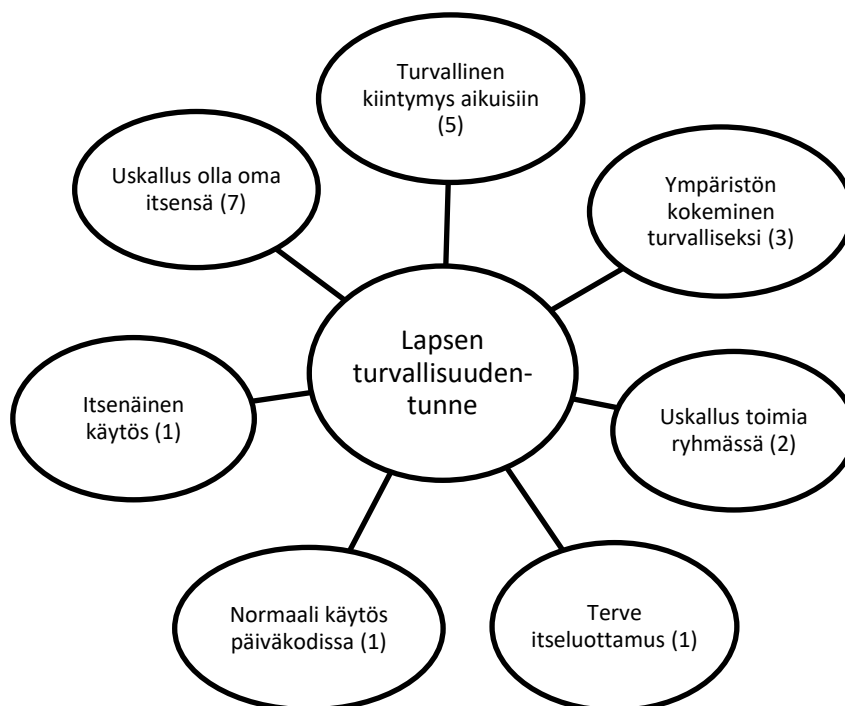 Turvallinen
kiintymys aikuisiin
(5)
Uskallus olla oma
itsensä (7)
Ympäristön
kokeminen
turvalliseksi (3)
Lapsen
turvallisuuden-
tunne
Itsenäinen
käytös (1)
Uskallus toimia
ryhmässä (2)
Normaali käytös
päiväkodissa (1)
Terve
itseluottamus (1)